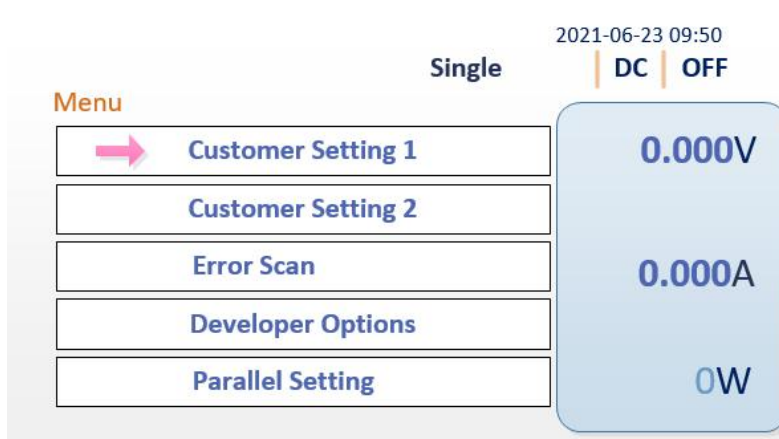 2021-06-23 09:50
Single DC OFF
Menu
Customer Setting 1
0.000V
Customer Setting 2
Error Scan
0.000A
Developer Options
Parallel Setting
0W